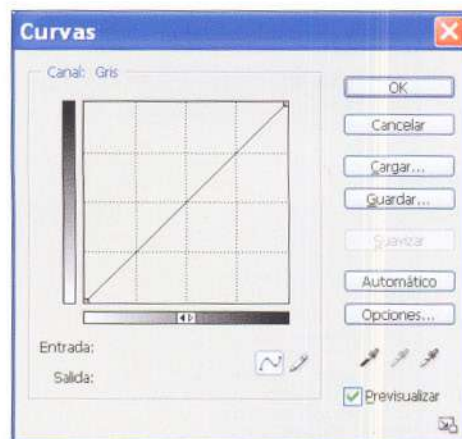 Curvas
Canal: Gris
OK
Cancelar
Cargar...
Guardar...
Suavizar
Automático
Opciones...
Entrada:
Salida:
Previsualizar